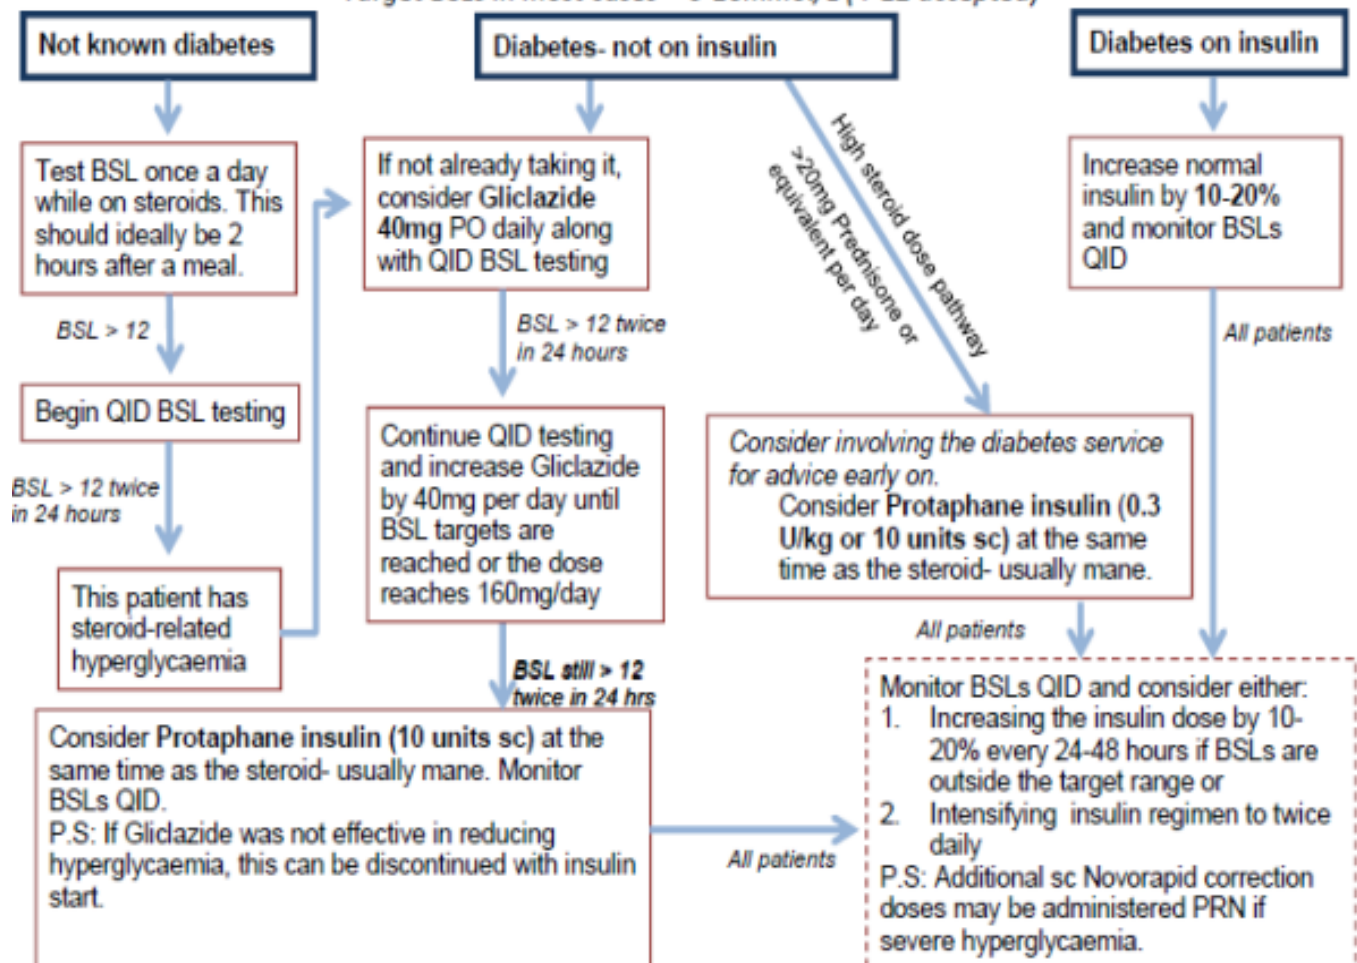 Not known diabetes
Test BSL once a day
while on steroids. This
should ideally be 2
hours after a meal.
BSL > 12
Begin QID BSL testing
BSL > 12 twice
in 24 hours
This patient has
steroid-related
hyperglycaemia
Diabetes- not on insulin
If not already taking it,
consider Gliclazide
40mg PO daily along
with QID BSL testing
BSL > 12 twice
in 24 hours
Continue QID testing
and increase Gliclazide
by 40mg per day until
BSL targets are
reached or the dose
reaches 160mg/day
BSL still > 12
twice in 24 hrs
Consider Protaphane insulin (10 units sc) at the
same time as the steroid- usually mane. Monitor
BSLs QID.
P.S: If Gliclazide was not effective in reducing
hyperglycaemia, this can be discontinued with insulin
start.
All patients
High steroid dose pathway
>20mg Prednisone or
equivalent per day
Consider involving the diabetes service
for advice early on.
Consider Protaphane insulin (0.3
U/kg or 10 units sc) at the same
time as the steroid- usually mane.
All patients
Diabetes on insulin
Increase normal
insulin by 10-20%
and monitor BSLs
QID
All patients
Monitor BSLs QID and consider either:
1. Increasing the insulin dose by 10-
20% every 24-48 hours if BSLs are
outside the target range or
2. Intensifying insulin regimen to twice
daily
P.S: Additional sc Novorapid correction
doses may be administered PRN if
severe hyperglycaemia.